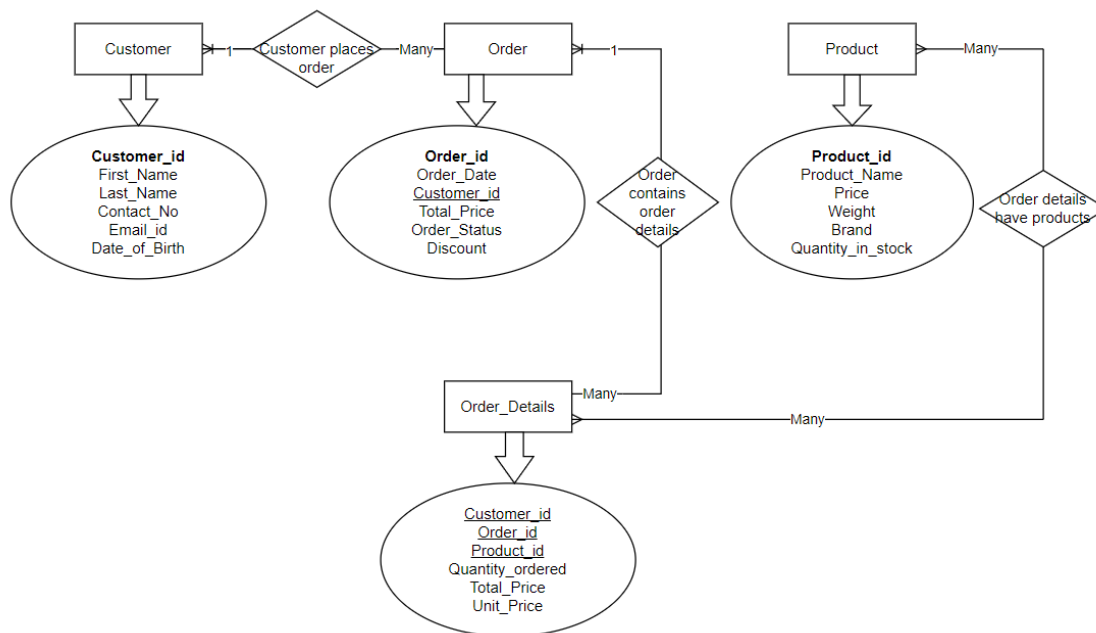 Customer
1
Customer places
order
Many
Order
1
Product
Many
Customer_id
First_Name
Last_Name
Contact_No
Email_id
Date_of_Birth
Order_id
Order_Date
Customer_id
Total_Price
Order_Status
Discount
Order
contains
order
details
Product_id
Product_Name
Price
Weight
Brand
Quantity_in_stock
Order details
have products
Order_Details
Many
Many
Customer_id
Order_id
Product_id
Quantity_ordered
Total_Price
Unit_Price